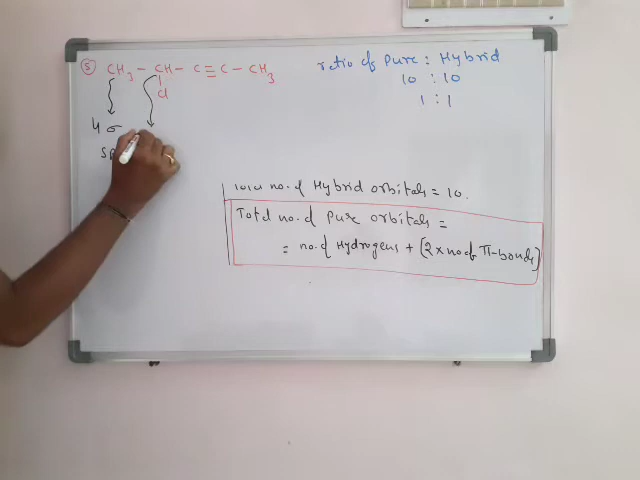 ⑤ CH₃ - CH - C ≡ C - CH₃
Cl
4 σ
ratio of Pure : Hybrid
10 : 10
1 : 1
no. of Hybrid orbitals = 10.
Total no. of Pure orbitals =
= no. of Hydrogens + (2 × no. of π-bonds)